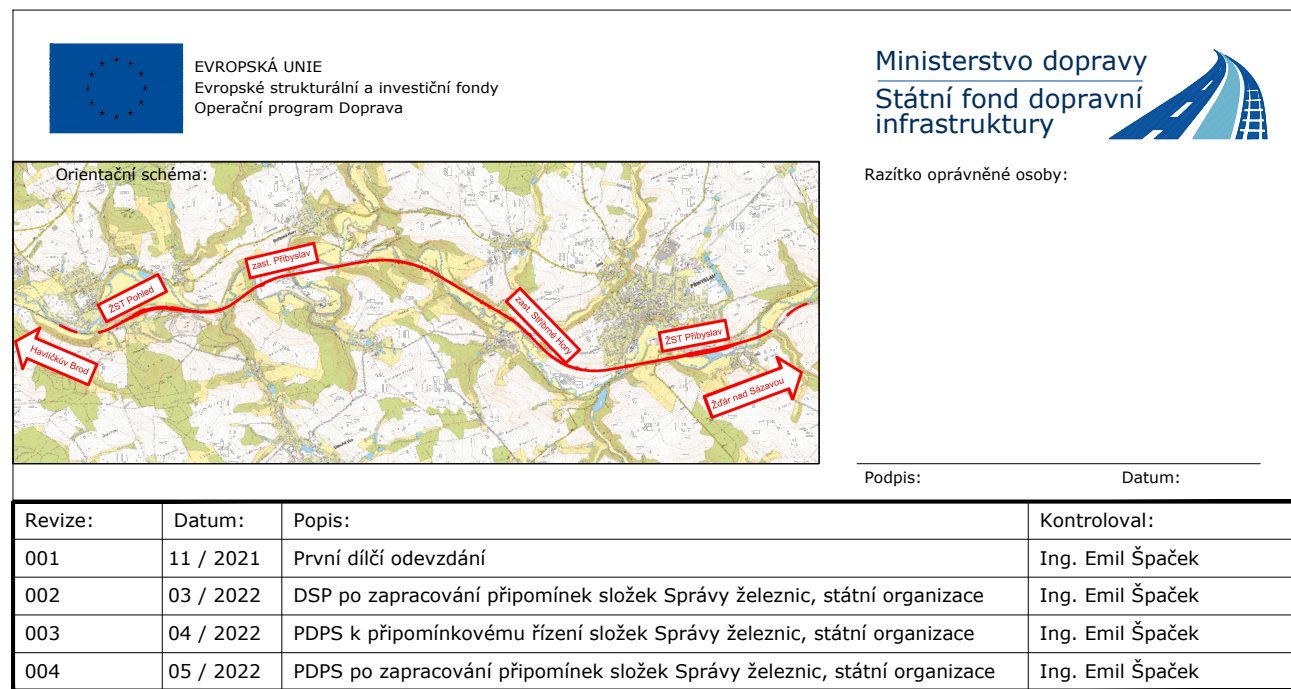 EVROPSKÁ UNIE
Evropské strukturální a investiční fondy
Operační program Doprava
Ministerstvo dopravy
Státní fond dopravní
infrastruktury
Orientační schéma:
Razítko oprávněné osoby:
zast. Přibyslav
ŽST Pohled
zast. Stříbrné Hory
ŽST Přibyslav
Havlíčkův Brod
Žďár nad Sázavou
PŘIBYSLAV
Podpis:
Datum:
Revize: Datum: Popis: Kontroloval:
001 11 / 2021 První dílčí odevzdání Ing. Emil Špaček
002 03 / 2022 DSP po zapracování připomínek složek Správy železnic, státní organizace Ing. Emil Špaček
003 04 / 2022 PDPS k připomínkovému řízení složek Správy železnic, státní organizace Ing. Emil Špaček
004 05 / 2022 PDPS po zapracování připomínek složek Správy železnic, státní organizace Ing. Emil Špaček